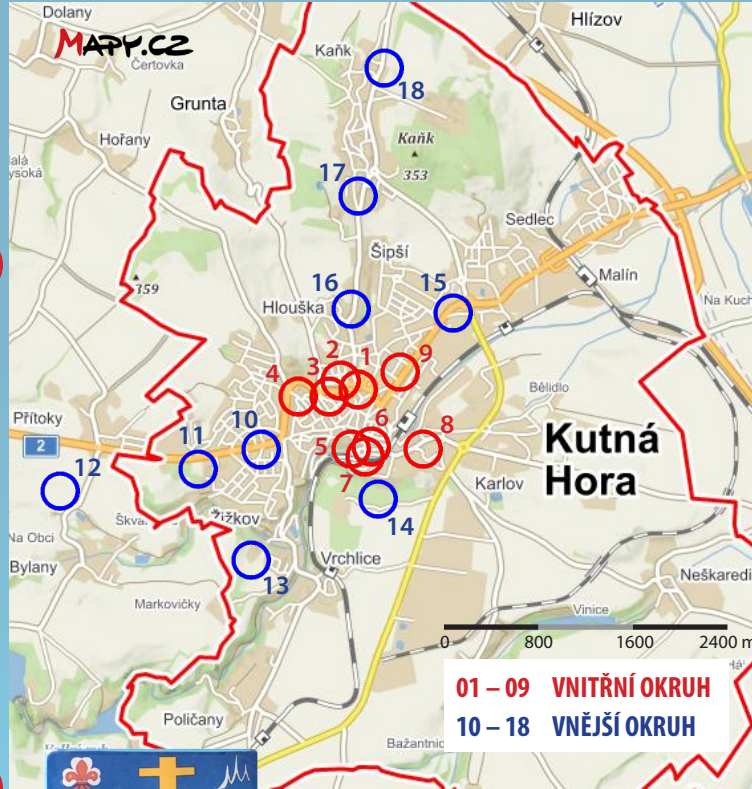 Dolany
Hlízov
MAPY.CZ
Kaňk
Čertovka
18
Grunta
Kaňk
353
Hořany
17
Sedlec
Šipší
Malín
359
16
15
Hlouška
Na Kuch
2
1
9
3
4
Bělidlo
Přítoky
10
6
8
2
11
5
Kutná
Hora
12
7
Karlov
14
Žižkov
Na Obci
Bylany
Vrchlice
13
Neškaredi
Markovičky
Vinice
0 800 1600 2400 m
01 – 09 VNITŘNÍ OKRUH
Poličany
10 – 18 VNĚJŠÍ OKRUH
Bažantnic